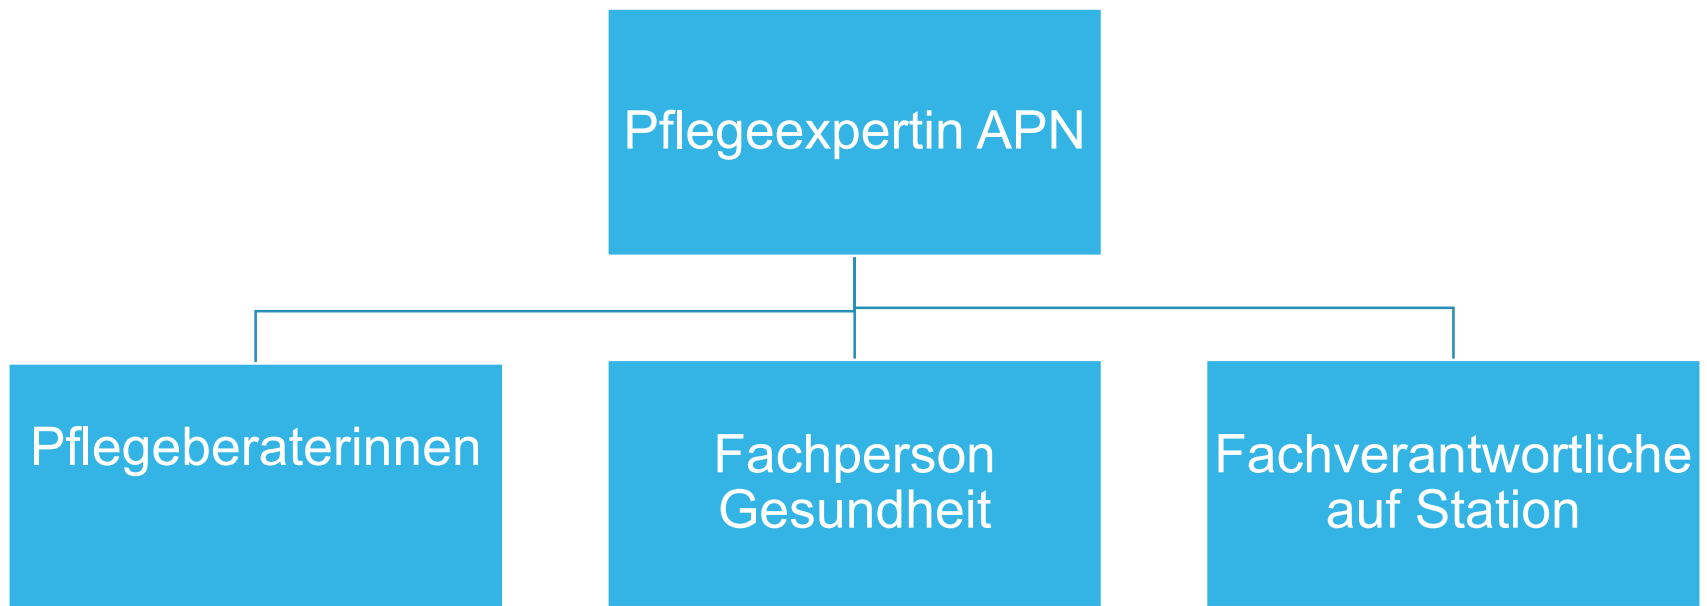 Pflegeexpertin APN
Pflegeberaterinnen
Fachperson
Gesundheit
Fachverantwortliche
auf Station